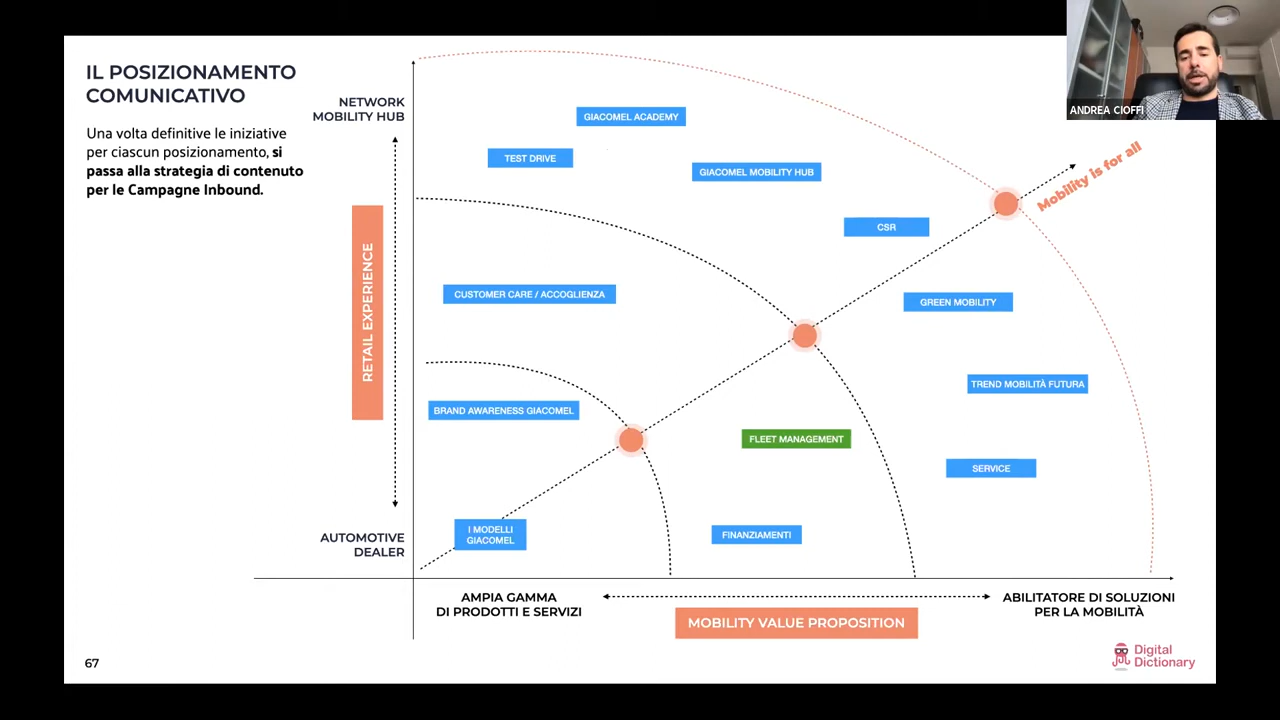 IL POSIZIONAMENTO
COMUNICATIVO
Una volta definitive le iniziative
per ciascun posizionamento, si
passa alla strategia di contenuto
per le Campagne Inbound.
NETWORK
MOBILITY HUB
RETAIL EXPERIENCE
AUTOMOTIVE
DEALER
GIACOMEL ACADEMY
TEST DRIVE
GIACOMEL MOBILITY HUB
CSR
CUSTOMER CARE / ACCOGLIENZA
GREEN MOBILITY
TREND MOBILITÀ FUTURA
BRAND AWARENESS GIACOMEL
FLEET MANAGEMENT
SERVICE
I MODELLI
GIACOMEL
FINANZIAMENTI
Mobility is for all
AMPIA GAMMA
DI PRODOTTI E SERVIZI
MOBILITY VALUE PROPOSITION
ABILITATORE DI SOLUZIONI
PER LA MOBILITÀ
67
Digital
Dictionary
ANDREA CIOFFI